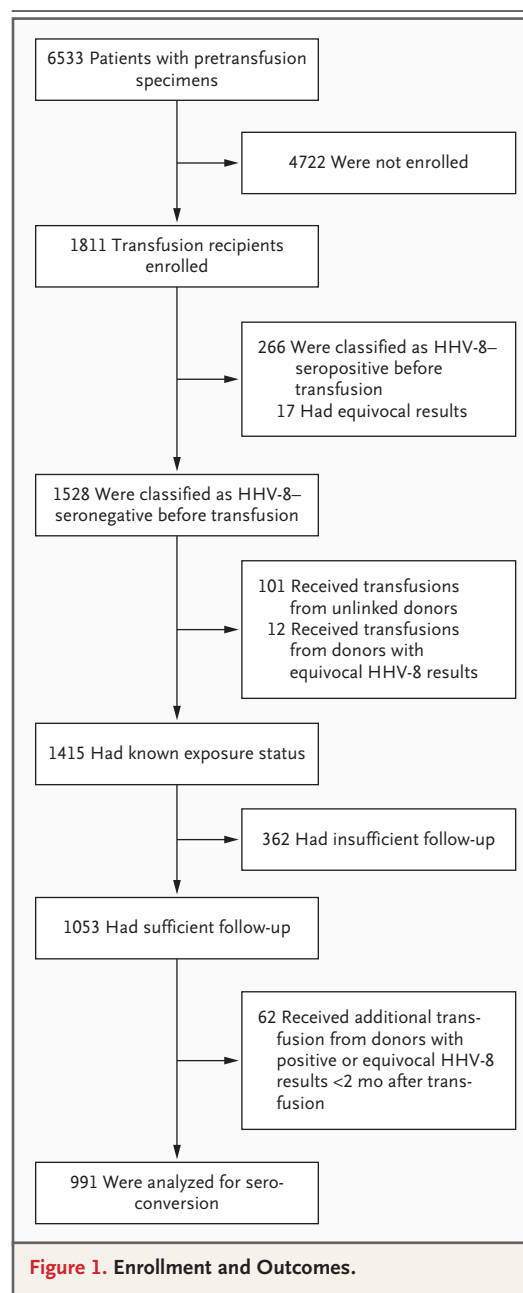 6533 Patients with pretransfusion
specimens
4722 Were not enrolled
1811 Transfusion recipients
enrolled
266 Were classified as HHV-8–
seropositive before
transfusion
17 Had equivocal results
1528 Were classified as HHV-8–
seronegative before transfusion
101 Received transfusions
from unlinked donors
12 Received transfusions
from donors with
equivocal HHV-8 results
1415 Had known exposure status
362 Had insufficient follow-up
1053 Had sufficient follow-up
62 Received additional trans-
fusion from donors with
positive or equivocal HHV-8
results <2 mo after trans-
fusion
991 Were analyzed for sero-
conversion
Figure 1. Enrollment and Outcomes.